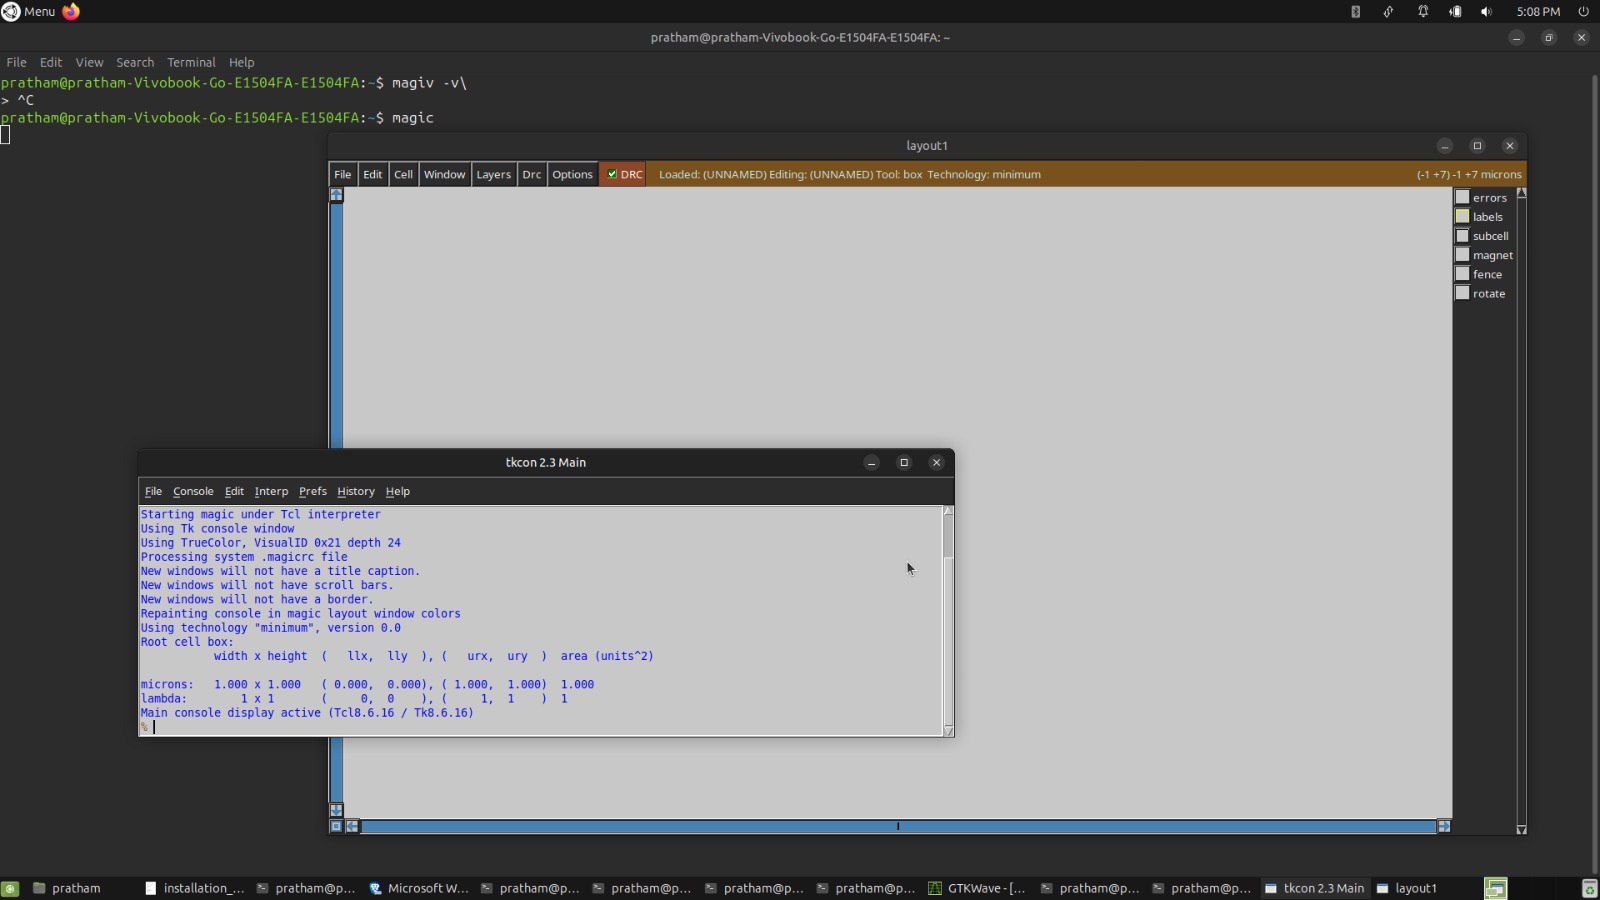 Menu
5:08 PM
pratham@pratham-Vivobook-Go-E1504FA-E1504FA: ~
File Edit View Search Terminal Help
pratham@pratham-Vivobook-Go-E1504FA-E1504FA:~$ magiv -v\
> ^C
pratham@pratham-Vivobook-Go-E1504FA-E1504FA:~$ magic
layout1
File Edit Cell Window Layers Drc Options DRC Loaded: (UNNAMED) Editing: (UNNAMED) Tool: box Technology: minimum (-1 +7) -1 +7 microns
errors
labels
subcell
magnet
fence
rotate
tkcon 2.3 Main
File Console Edit Interp Prefs History Help
Starting magic under Tcl interpreter
Using Tk console window
Using TrueColor, VisualID 0x21 depth 24
Processing system .magicrc file
New windows will not have a title caption.
New windows will not have scroll bars.
New windows will not have a border.
Repainting console in magic layout window colors
Using technology "minimum", version 0.0
Root cell box:
width x height ( llx, lly ), ( urx, ury ) area (units^2)
microns: 1.000 x 1.000 ( 0.000, 0.000), ( 1.000, 1.000) 1.000
lambda: 1 x 1 ( 0, 0 ), ( 1, 1 ) 1
Main console display active (Tcl8.6.16 / Tk8.6.16)
%
pratham installation_... pratham@p... Microsoft W... pratham@p... pratham@p... pratham@p... pratham@p... GTKWave - [... pratham@p... pratham@p... tkcon 2.3 Main layout1